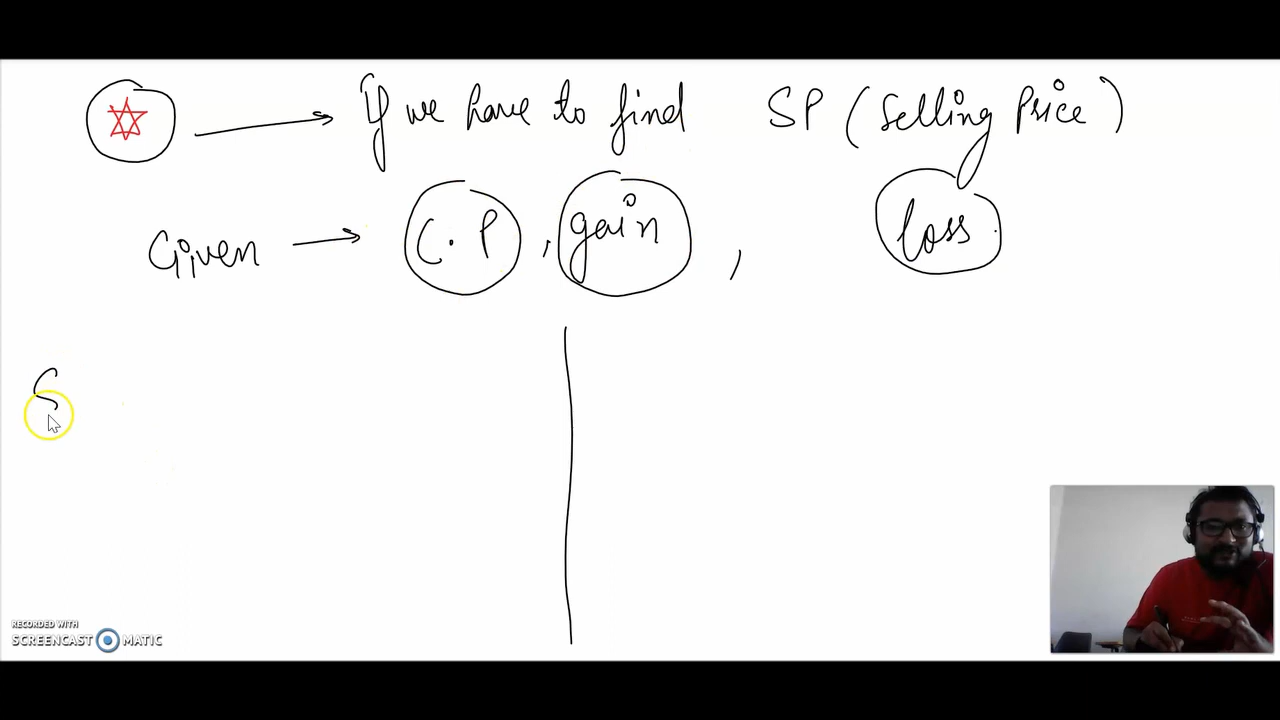 If we have to find SP (Selling Price)
Given → C.P , gain , loss
S
RECORDED WITH
SCREENCAST MATIC